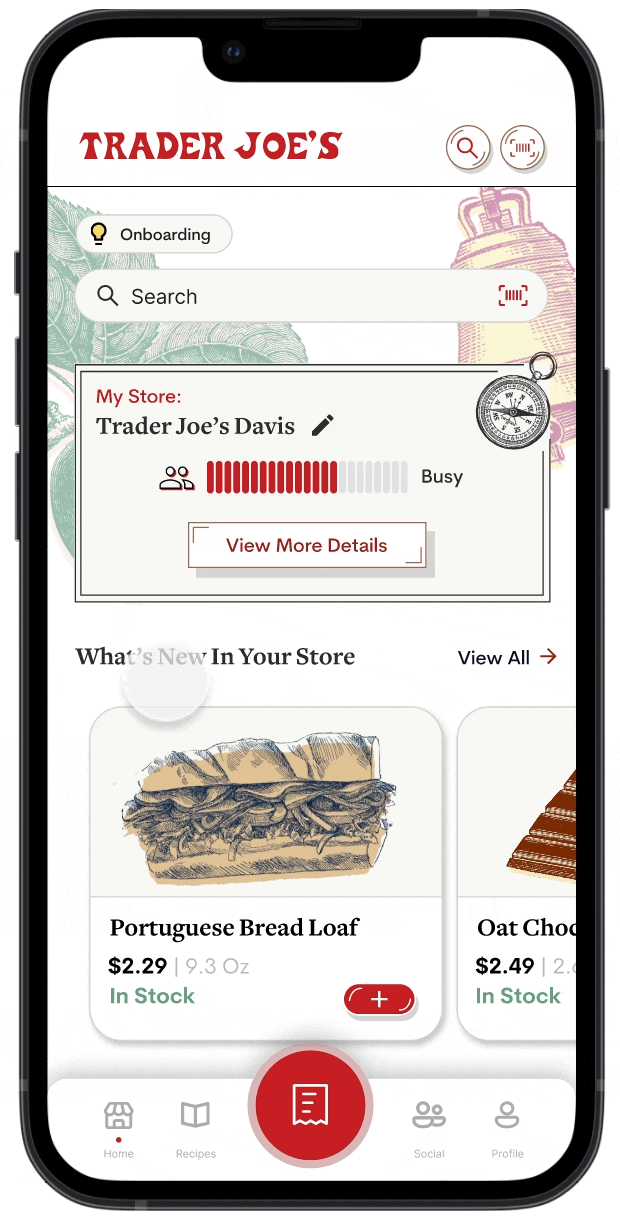 TRADER JOE'S
Onboarding
Search
My Store:
Trader Joe's Davis
Busy
View More Details
What's New In Your Store
View All →
Portuguese Bread Loaf
$2.29 | 9.3 Oz
In Stock
+
Oat Choc
$2.49 | 2.6
In Stock
Home
Recipes
Social
Profile